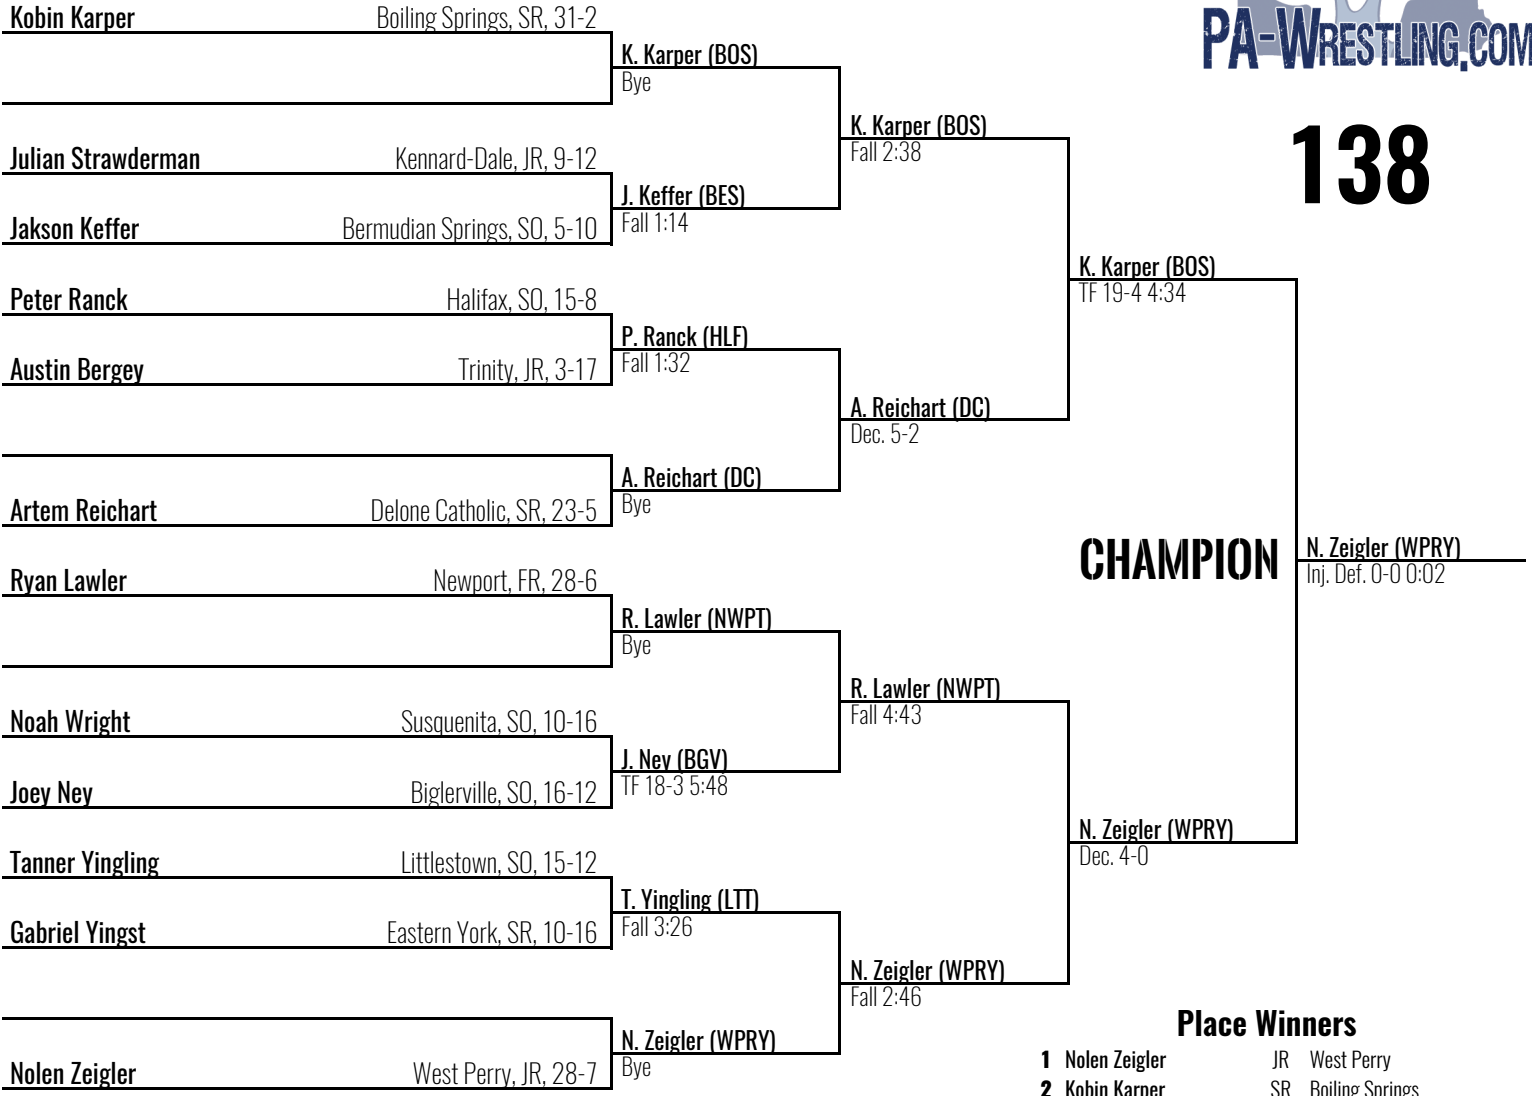 Kobin Karper Boiling Springs, SR, 31-2
K. Karper (BOS)
Bye
PA-WRESTLING.COM
138
K. Karper (BOS)
Fall 2:38
Julian Strawderman Kennard-Dale, JR, 9-12
J. Keffer (BES)
Fall 1:14
Jakson Keffer Bermudian Springs, SO, 5-10
K. Karper (BOS)
TF 19-4 4:34
Peter Ranck Halifax, SO, 15-8
P. Ranck (HLF)
Fall 1:32
Austin Bergey Trinity, JR, 3-17
A. Reichart (DC)
Dec. 5-2
A. Reichart (DC)
Bye
Artem Reichart Delone Catholic, SR, 23-5
CHAMPION
N. Zeigler (WPRY)
Inj. Def. 0-0 0:02
Ryan Lawler Newport, FR, 28-6
R. Lawler (NWPT)
Bye
R. Lawler (NWPT)
Fall 4:43
Noah Wright Susquenita, SO, 10-16
J. Ney (BGV)
TF 18-3 5:48
Joey Ney Biglerville, SO, 16-12
N. Zeigler (WPRY)
Dec. 4-0
Tanner Yingling Littlestown, SO, 15-12
T. Yingling (LTT)
Fall 3:26
Gabriel Yingst Eastern York, SR, 10-16
N. Zeigler (WPRY)
Fall 2:46
N. Zeigler (WPRY)
Bye
Nolen Zeigler West Perry, JR, 28-7
Place Winners
1 Nolen Zeigler JR West Perry
2 Kobin Karper SR Boiling Springs